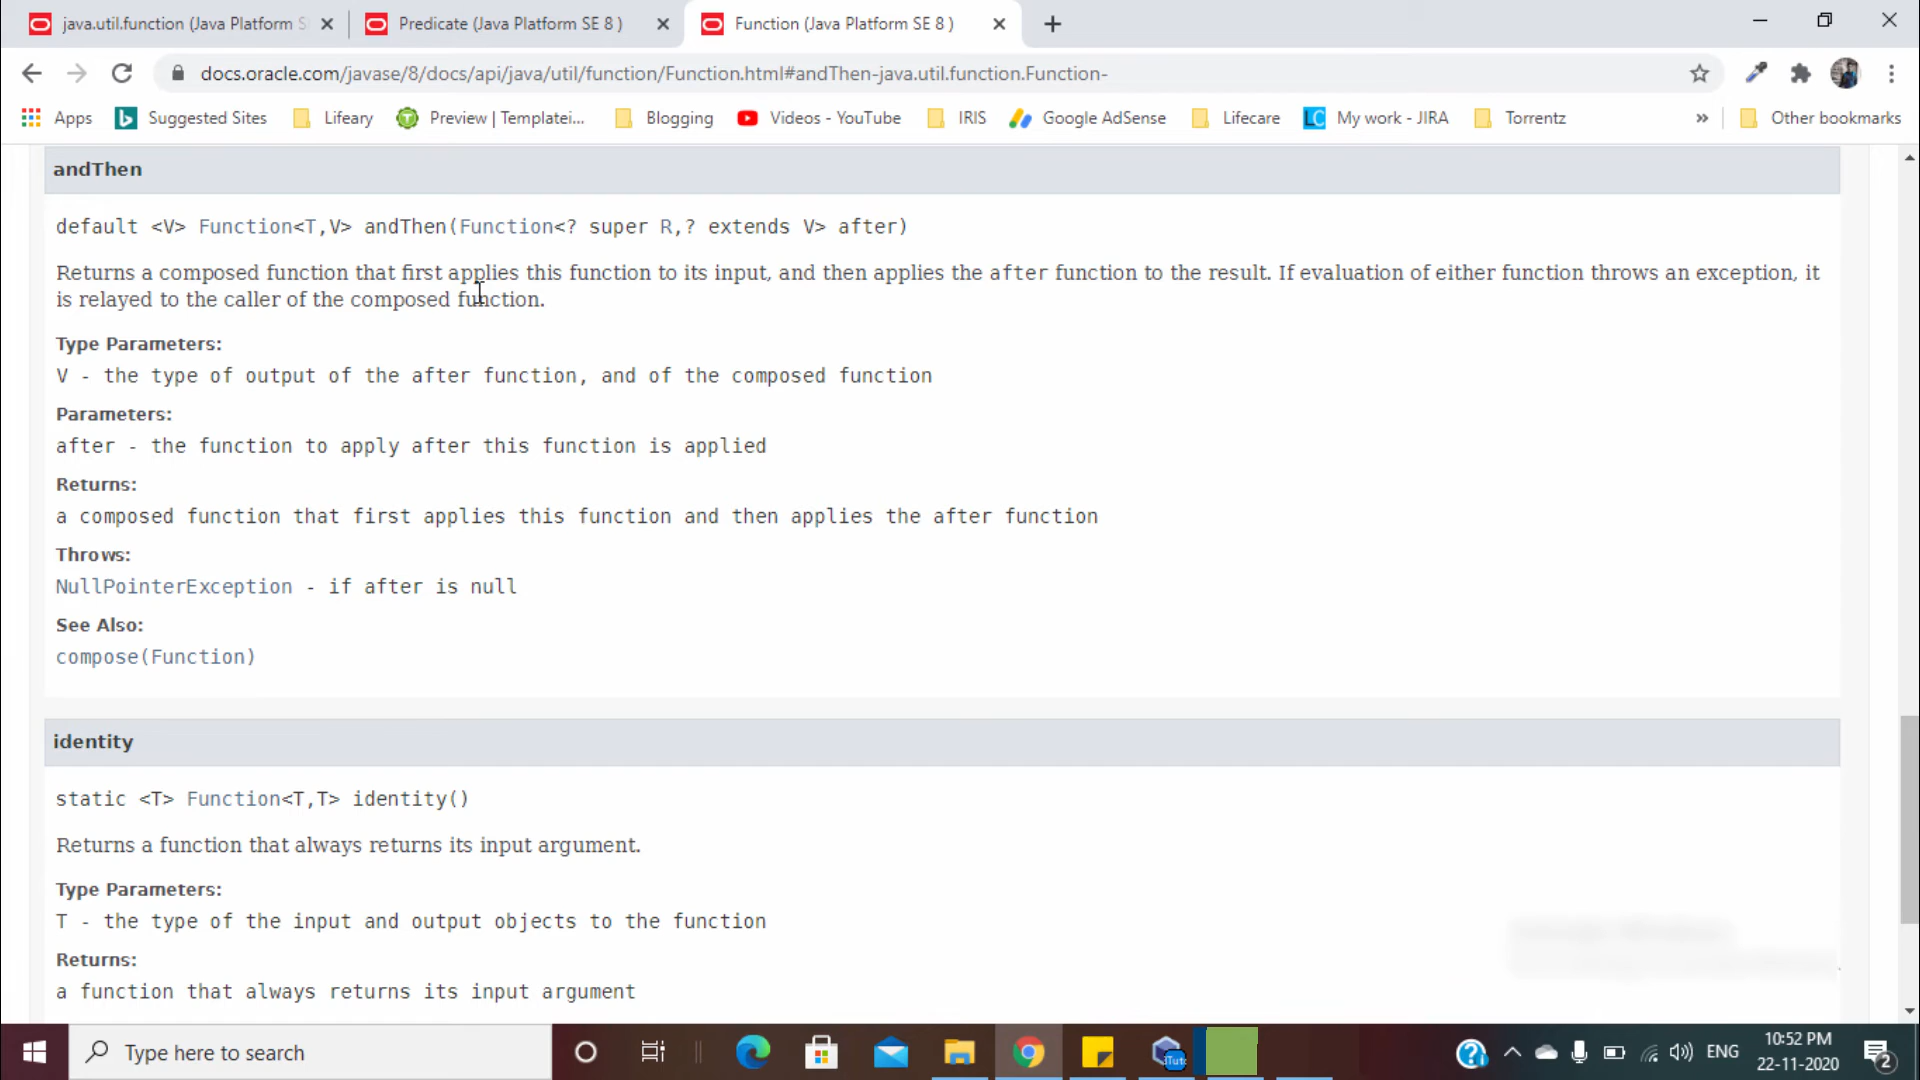 java.util.function (Java Platform S
Predicate (Java Platform SE 8 )
Function (Java Platform SE 8 )
docs.oracle.com/javase/8/docs/api/java/util/function/Function.html#andThen-java.util.function.Function-
Apps
Suggested Sites
Lifeary
Preview | Templatei...
Blogging
Videos - YouTube
IRIS
Google AdSense
Lifecare
LC
My work - JIRA
Torrentz
»
Other bookmarks
andThen
default <V> Function<T,V> andThen(Function<? super R,? extends V> after)
Returns a composed function that first applies this function to its input, and then applies the after function to the result. If evaluation of either function throws an exception, it
is relayed to the caller of the composed function.
Type Parameters:
V - the type of output of the after function, and of the composed function
Parameters:
after - the function to apply after this function is applied
Returns:
a composed function that first applies this function and then applies the after function
Throws:
NullPointerException - if after is null
See Also:
compose(Function)
identity
static <T> Function<T,T> identity()
Returns a function that always returns its input argument.
Type Parameters:
T - the type of the input and output objects to the function
Returns:
a function that always returns its input argument
Type here to search
ENG
10:52 PM
22-11-2020
2